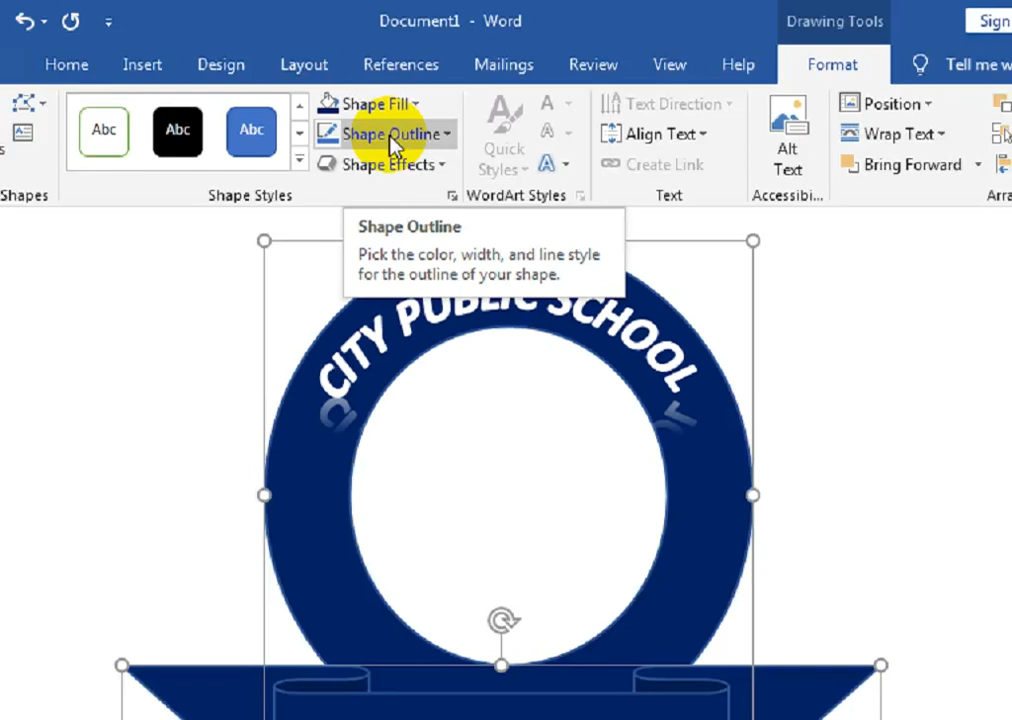 Document1 - Word
Drawing Tools
Sign
Home Insert Design Layout References Mailings Review View Help Format Tell me
Abc Abc Abc
Shape Fill
Shape Outline
Shape Effects
Quick
Styles
Text Direction
Align Text
Create Link
Alt
Text
Position
Wrap Text
Bring Forward
Shapes Shape Styles WordArt Styles Text Accessibi... Arra
Shape Outline
Pick the color, width, and line style
for the outline of your shape.
CITY PUBLIC SCHOOL